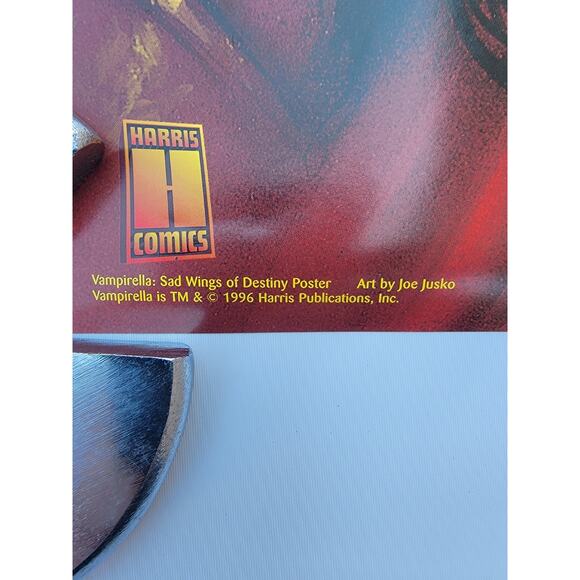 HARRIS
H
COMICS
Vampirella: Sad Wings of Destiny Poster Art by Joe Jusko
Vampirella is TM & © 1996 Harris Publications, Inc.